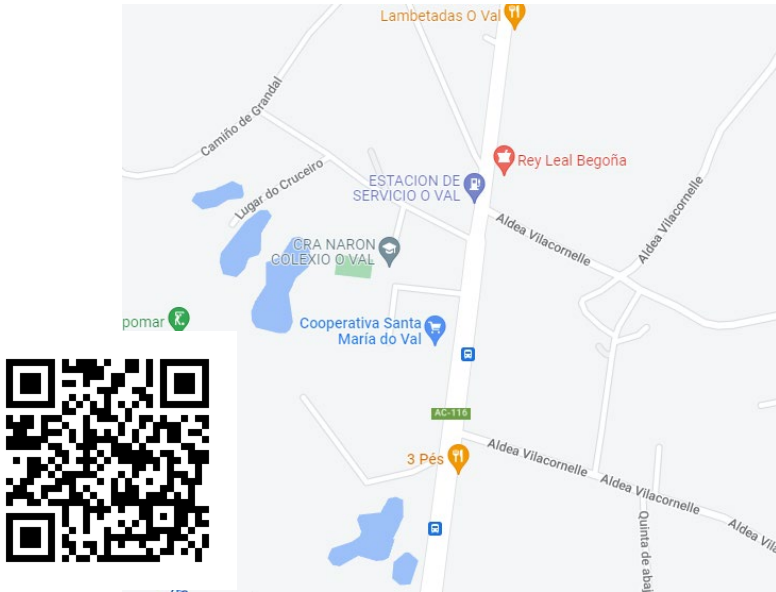 Lambetadas O Val
Camiño de Grandal
Rey Leal Begoña
Lugar do Cruceiro
ESTACION DE
SERVICIO O VAL
Aldea Vilacornelle
Aldea Vilacornelle
CRA NARON
COLEXIO O VAL
pomar
Cooperativa Santa
María do Val
AC-116
3 Pés
Aldea Vilacornelle
Aldea Vilacornelle
Aldea Vila
Quinta de abaj